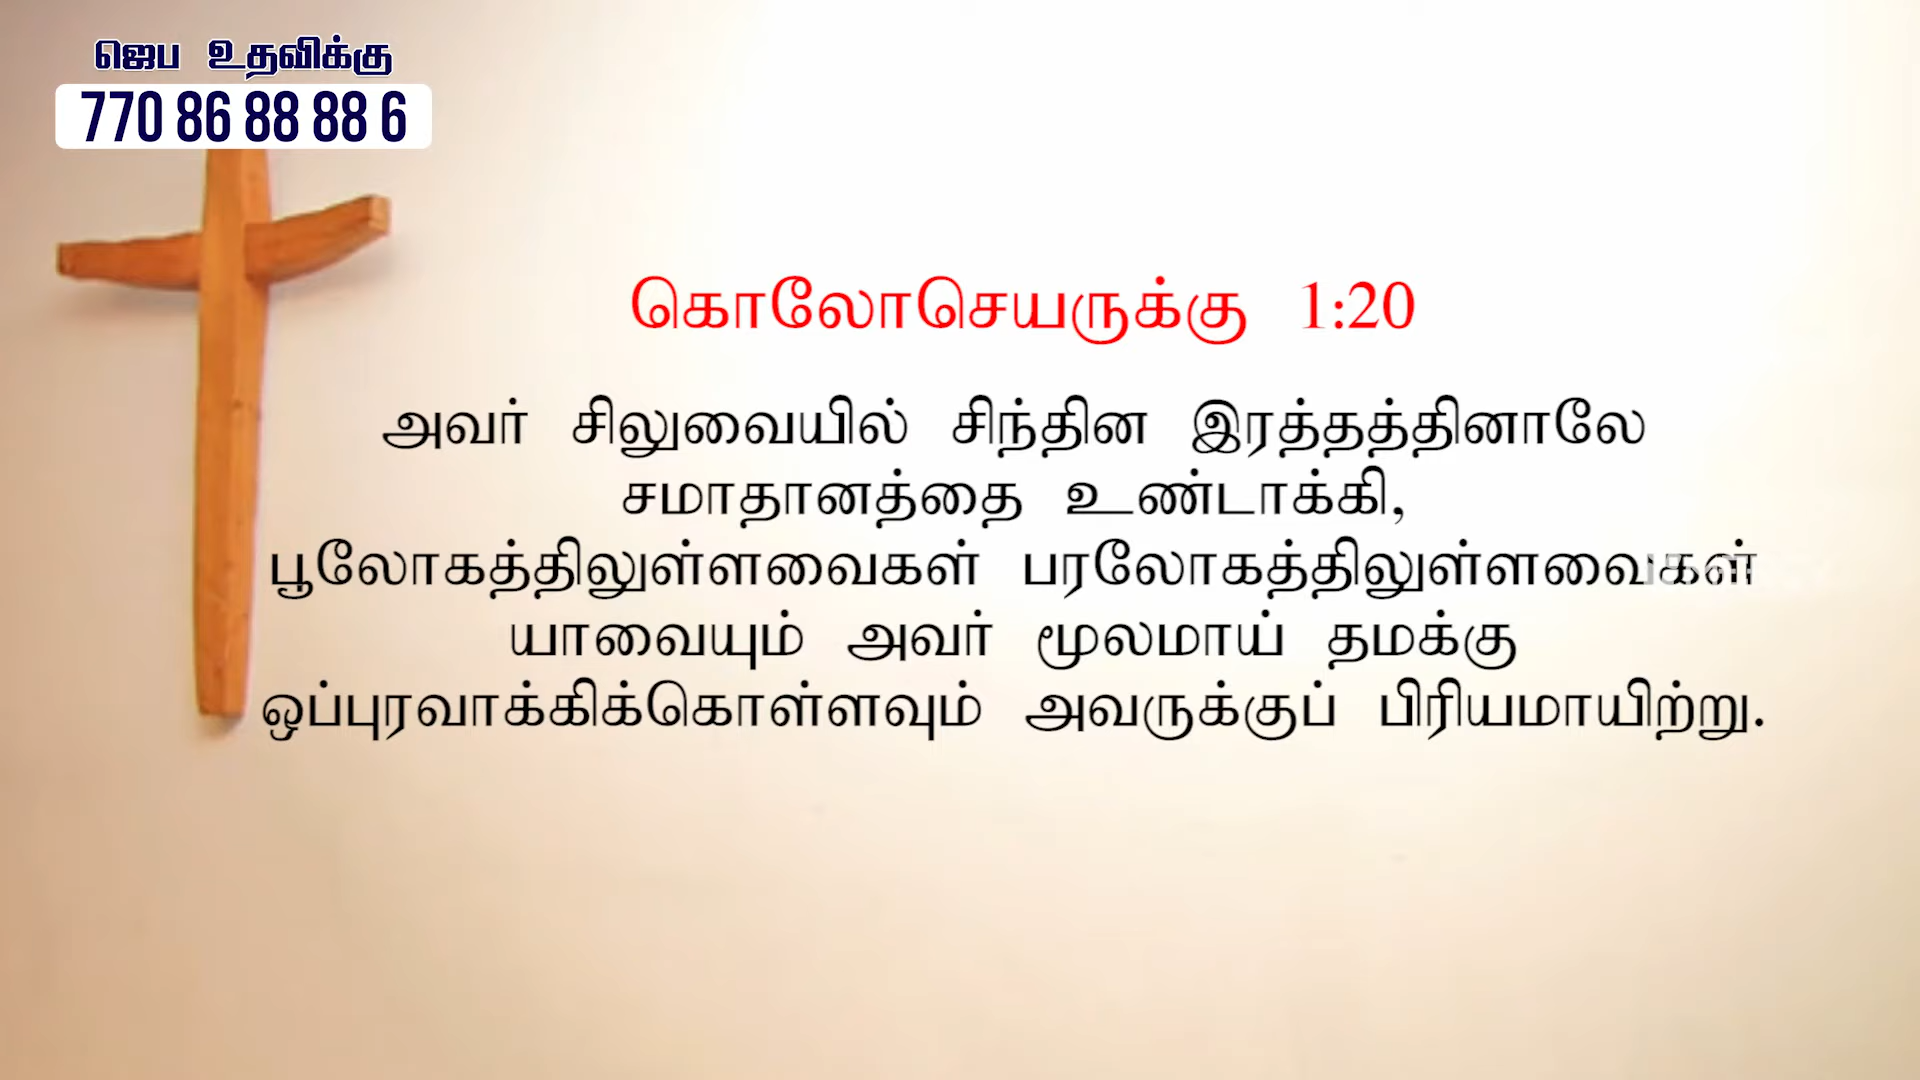 ஜெப உதவிக்கு
770 86 88 88 6
கொலோசெயருக்கு 1:20
அவர் சிலுவையில் சிந்தின இரத்தத்தினாலே
சமாதானத்தை உண்டாக்கி,
பூலோகத்திலுள்ளவைகள் பரலோகத்திலுள்ளவைகள்
யாவையும் அவர் மூலமாய் தமக்கு
ஒப்புரவாக்கிக்கொள்ளவும் அவருக்குப் பிரியமாயிற்று.